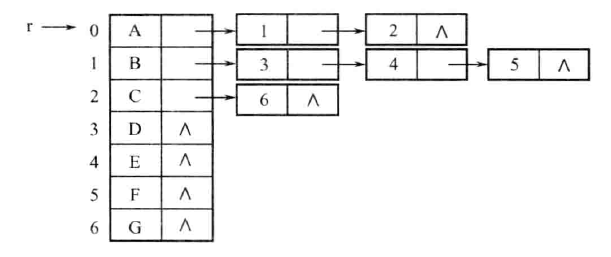 r 0 A 1 2 ∧
1 B 3 4 5 ∧
2 C 6 ∧
3 D ∧
4 E ∧
5 F ∧
6 G ∧